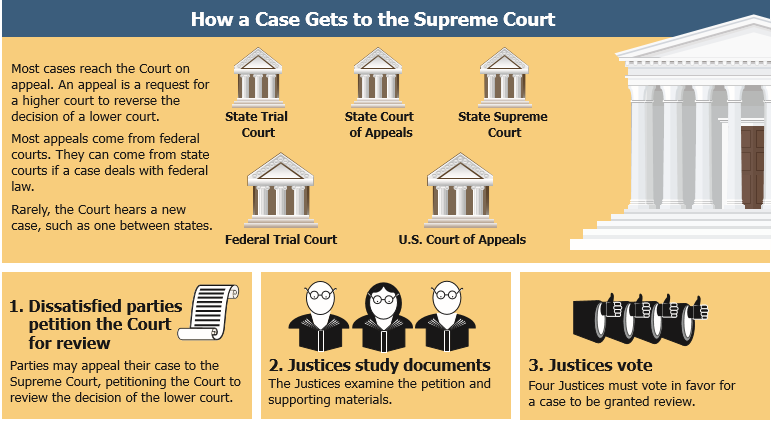 How a Case Gets to the Supreme Court
Most cases reach the Court on
appeal. An appeal is a request for
a higher court to reverse the
decision of a lower court.
Most appeals come from federal
courts. They can come from state
courts if a case deals with federal
law.
Rarely, the Court hears a new
case, such as one between states.
State Trial
Court
State Court
of Appeals
State Supreme
Court
Federal Trial Court
U.S. Court of Appeals
1. Dissatisfied parties
petition the Court
for review
Parties may appeal their case to the
Supreme Court, petitioning the Court to
review the decision of the lower court.
2. Justices study documents
The Justices examine the petition and
supporting materials.
3. Justices vote
Four Justices must vote in favor for
a case to be granted review.